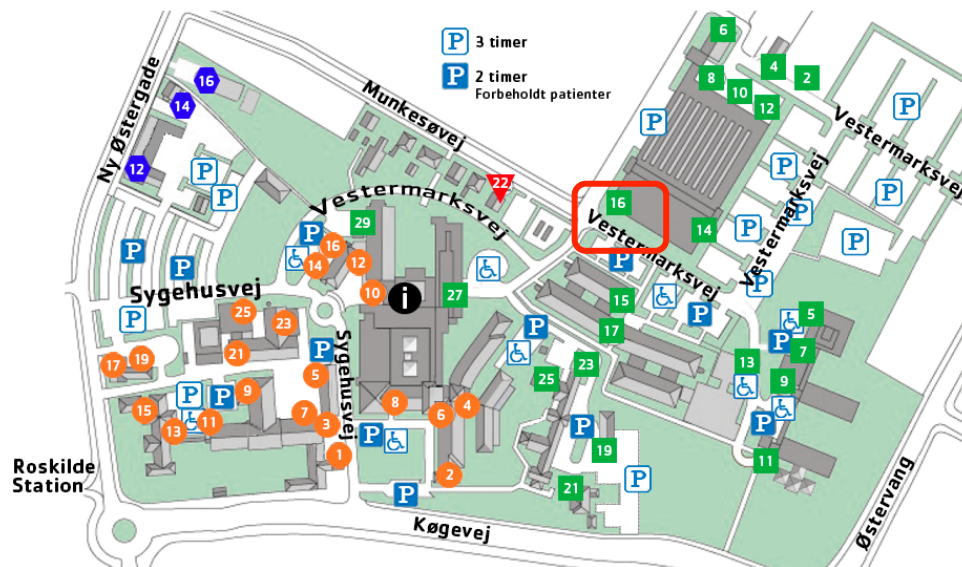 P 3 timer
P 2 timer
Forbeholdt patienter
6
4
2
8
10
12
16
14
12
Ny Østergade
Munkesøvej
P
P
P
P
Vestermarksvej
P
P
22
16
Vestermarksvej
14
P
P
Vestermarksvej
Vestermarksvej
P
P
P
29
P
16
14
12
10
i
27
P
P
Sygehusvej
P
25
23
21
17
19
P
5
Sygehusvej
15
17
P
P
P
5
7
13
9
P
11
23
25
P
19
21
P
15
13
11
P
P
9
7
3
1
8
6
4
2
P
P
Roskilde
Station
Køgevej
Østervang